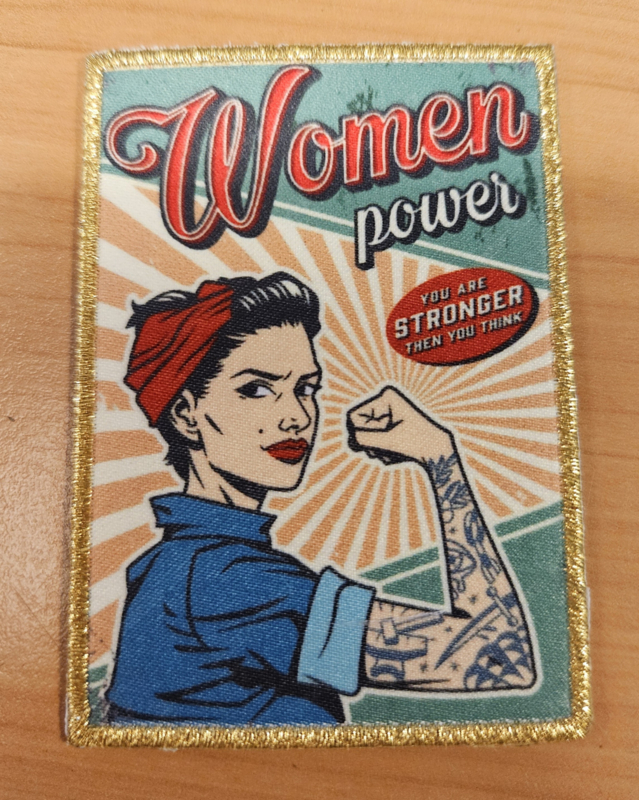 Women
power
YOU ARE
STRONGER
THEN YOU THINK